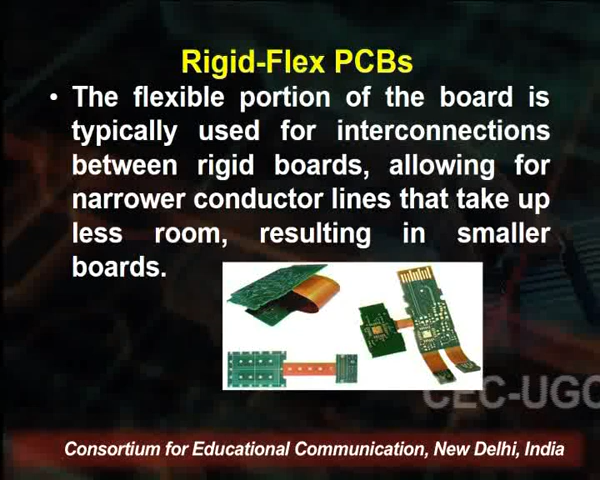 Rigid-Flex PCBs
• The flexible portion of the board is
typically used for interconnections
between rigid boards, allowing for
narrower conductor lines that take up
less room, resulting in smaller
boards.
CEC-UGC
Consortium for Educational Communication, New Delhi, India